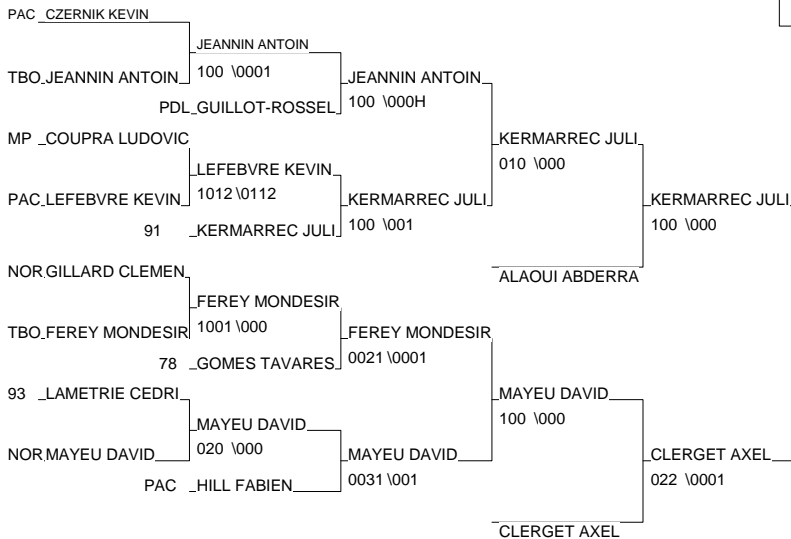 PAC CZERNIK KEVIN
JEANNIN ANTOIN
TBO JEANNIN ANTOIN 100 \0001 JEANNIN ANTOIN
PDL GUILLOT-ROSSEL 100 \000H
MP COUPRA LUDOVIC KERMARREC JULI
LEFEBVRE KEVIN 010 \000
PAC LEFEBVRE KEVIN 1012 \0112 KERMARREC JULI KERMARREC JULI
91 KERMARREC JULI 100 \001 100 \000
NOR GILLARD CLEMEN ALAOUI ABDERRA
FEREY MONDESIR
TBO FEREY MONDESIR 1001 \000 FEREY MONDESIR
78 GOMES TAVARES 0021 \0001
93 LAMETRIE CEDRI MAYEU DAVID
MAYEU DAVID 100 \000
NOR MAYEU DAVID 020 \000 MAYEU DAVID CLERGET AXEL
PAC HILL FABIEN 0031 \001 022 \0001
CLERGET AXEL